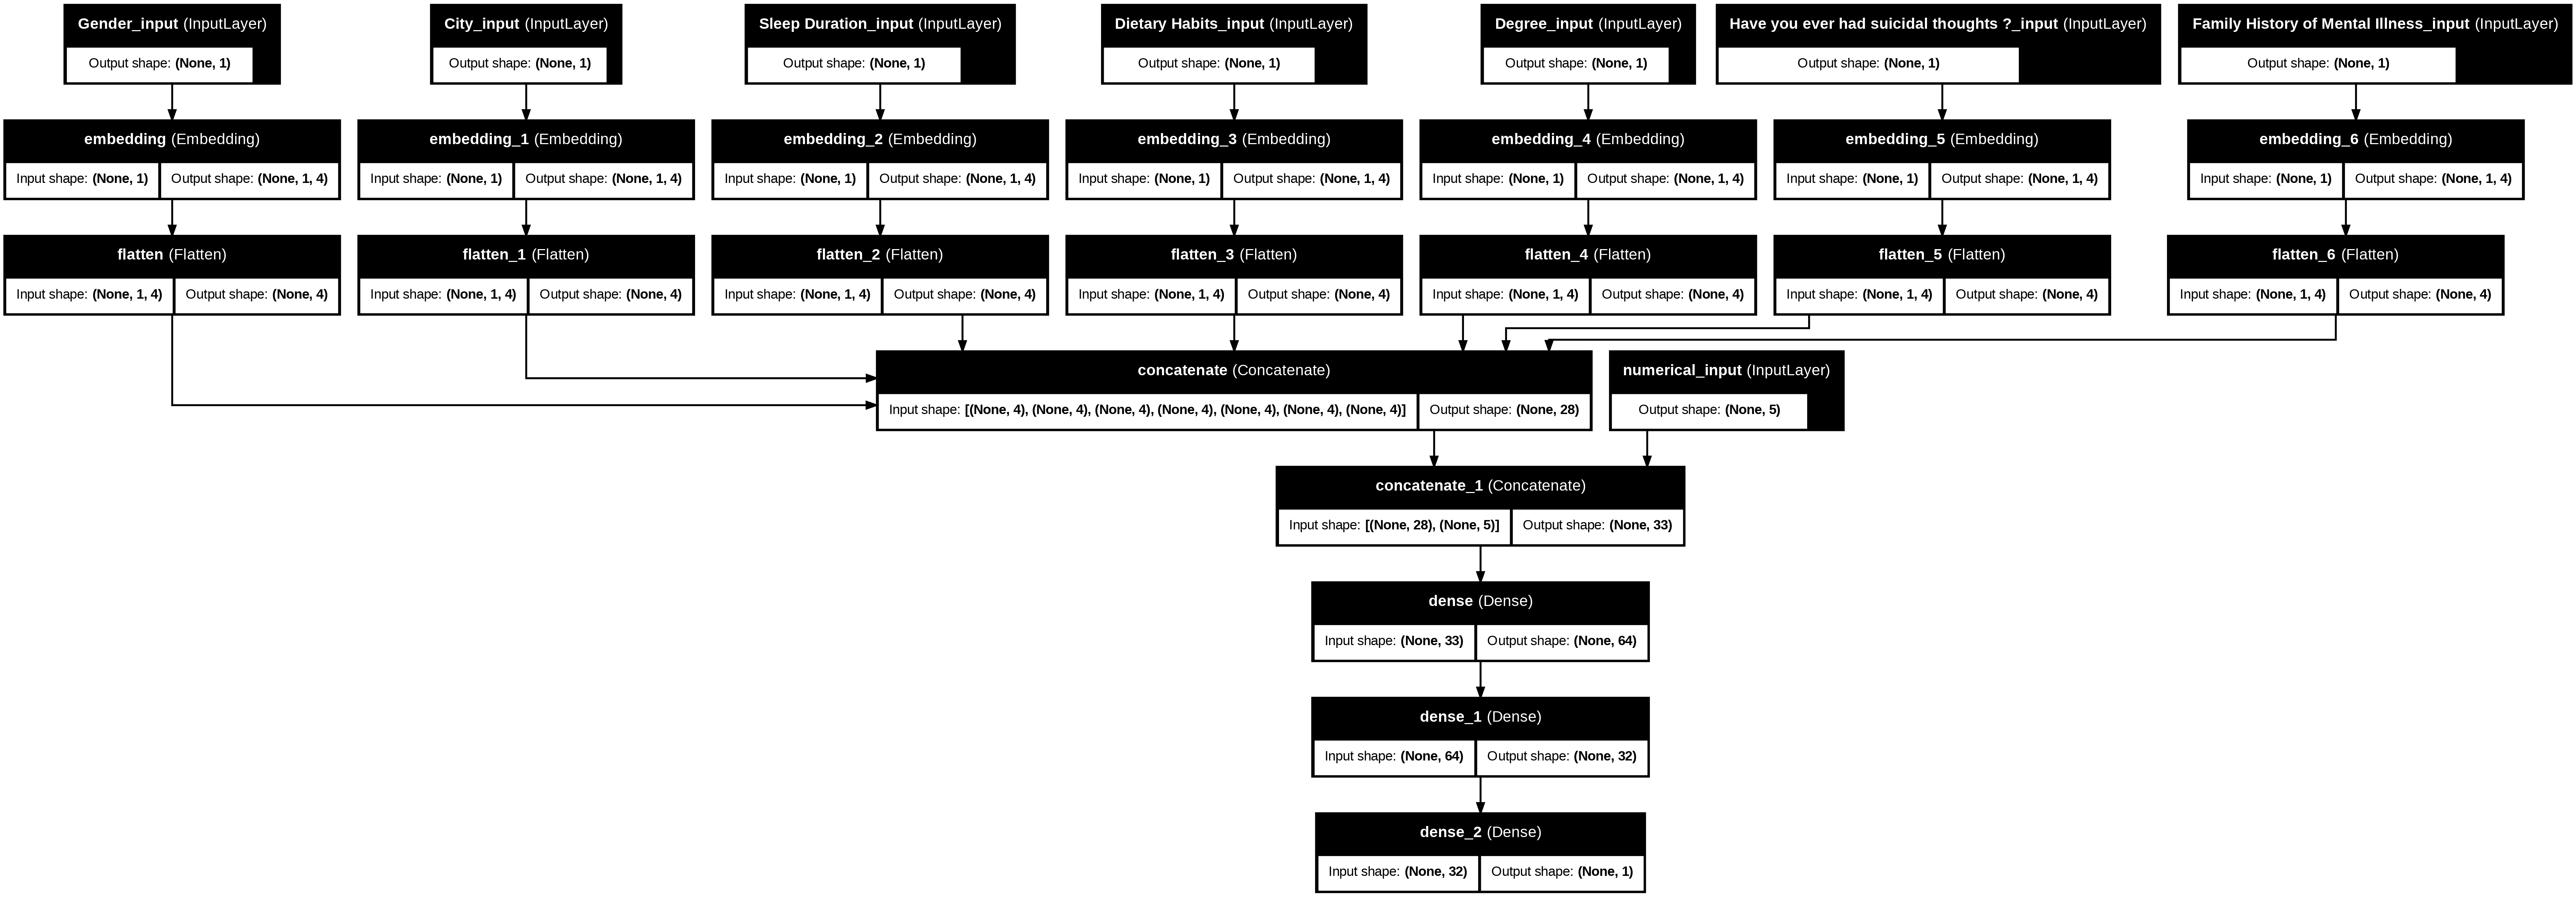 Gender_input (InputLayer)
Output shape: (None, 1)
City_input (InputLayer)
Output shape: (None, 1)
Sleep Duration_input (InputLayer)
Output shape: (None, 1)
Dietary Habits_input (InputLayer)
Output shape: (None, 1)
Degree_input (InputLayer)
Output shape: (None, 1)
Have you ever had suicidal thoughts ?_input (InputLayer)
Output shape: (None, 1)
Family History of Mental Illness_input (InputLayer)
Output shape: (None, 1)
embedding (Embedding)
Input shape: (None, 1) Output shape: (None, 1, 4)
embedding_1 (Embedding)
Input shape: (None, 1) Output shape: (None, 1, 4)
embedding_2 (Embedding)
Input shape: (None, 1) Output shape: (None, 1, 4)
embedding_3 (Embedding)
Input shape: (None, 1) Output shape: (None, 1, 4)
embedding_4 (Embedding)
Input shape: (None, 1) Output shape: (None, 1, 4)
embedding_5 (Embedding)
Input shape: (None, 1) Output shape: (None, 1, 4)
embedding_6 (Embedding)
Input shape: (None, 1) Output shape: (None, 1, 4)
flatten (Flatten)
Input shape: (None, 1, 4) Output shape: (None, 4)
flatten_1 (Flatten)
Input shape: (None, 1, 4) Output shape: (None, 4)
flatten_2 (Flatten)
Input shape: (None, 1, 4) Output shape: (None, 4)
flatten_3 (Flatten)
Input shape: (None, 1, 4) Output shape: (None, 4)
flatten_4 (Flatten)
Input shape: (None, 1, 4) Output shape: (None, 4)
flatten_5 (Flatten)
Input shape: (None, 1, 4) Output shape: (None, 4)
flatten_6 (Flatten)
Input shape: (None, 1, 4) Output shape: (None, 4)
concatenate (Concatenate)
Input shape: [(None, 4), (None, 4), (None, 4), (None, 4), (None, 4), (None, 4), (None, 4)] Output shape: (None, 28)
numerical_input (InputLayer)
Output shape: (None, 5)
concatenate_1 (Concatenate)
Input shape: [(None, 28), (None, 5)] Output shape: (None, 33)
dense (Dense)
Input shape: (None, 33) Output shape: (None, 64)
dense_1 (Dense)
Input shape: (None, 64) Output shape: (None, 32)
dense_2 (Dense)
Input shape: (None, 32) Output shape: (None, 1)